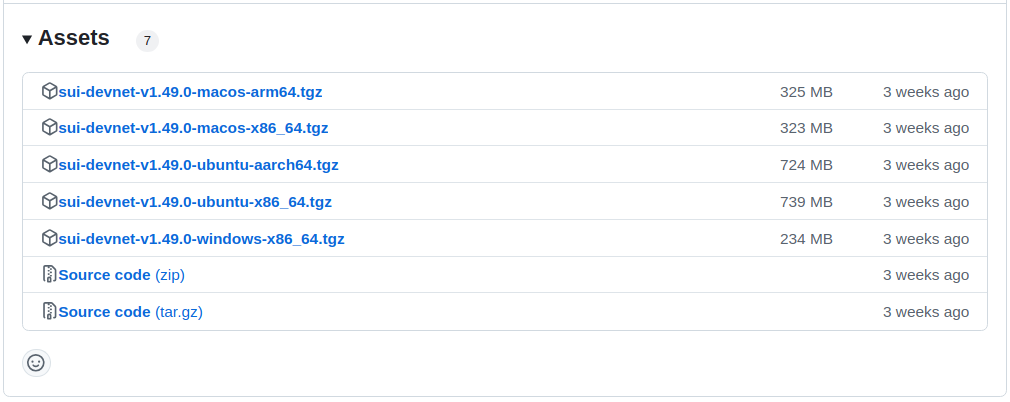 Assets 7
sui-devnet-v1.49.0-macos-arm64.tgz 325 MB 3 weeks ago
sui-devnet-v1.49.0-macos-x86_64.tgz 323 MB 3 weeks ago
sui-devnet-v1.49.0-ubuntu-aarch64.tgz 724 MB 3 weeks ago
sui-devnet-v1.49.0-ubuntu-x86_64.tgz 739 MB 3 weeks ago
sui-devnet-v1.49.0-windows-x86_64.tgz 234 MB 3 weeks ago
Source code (zip) 3 weeks ago
Source code (tar.gz) 3 weeks ago